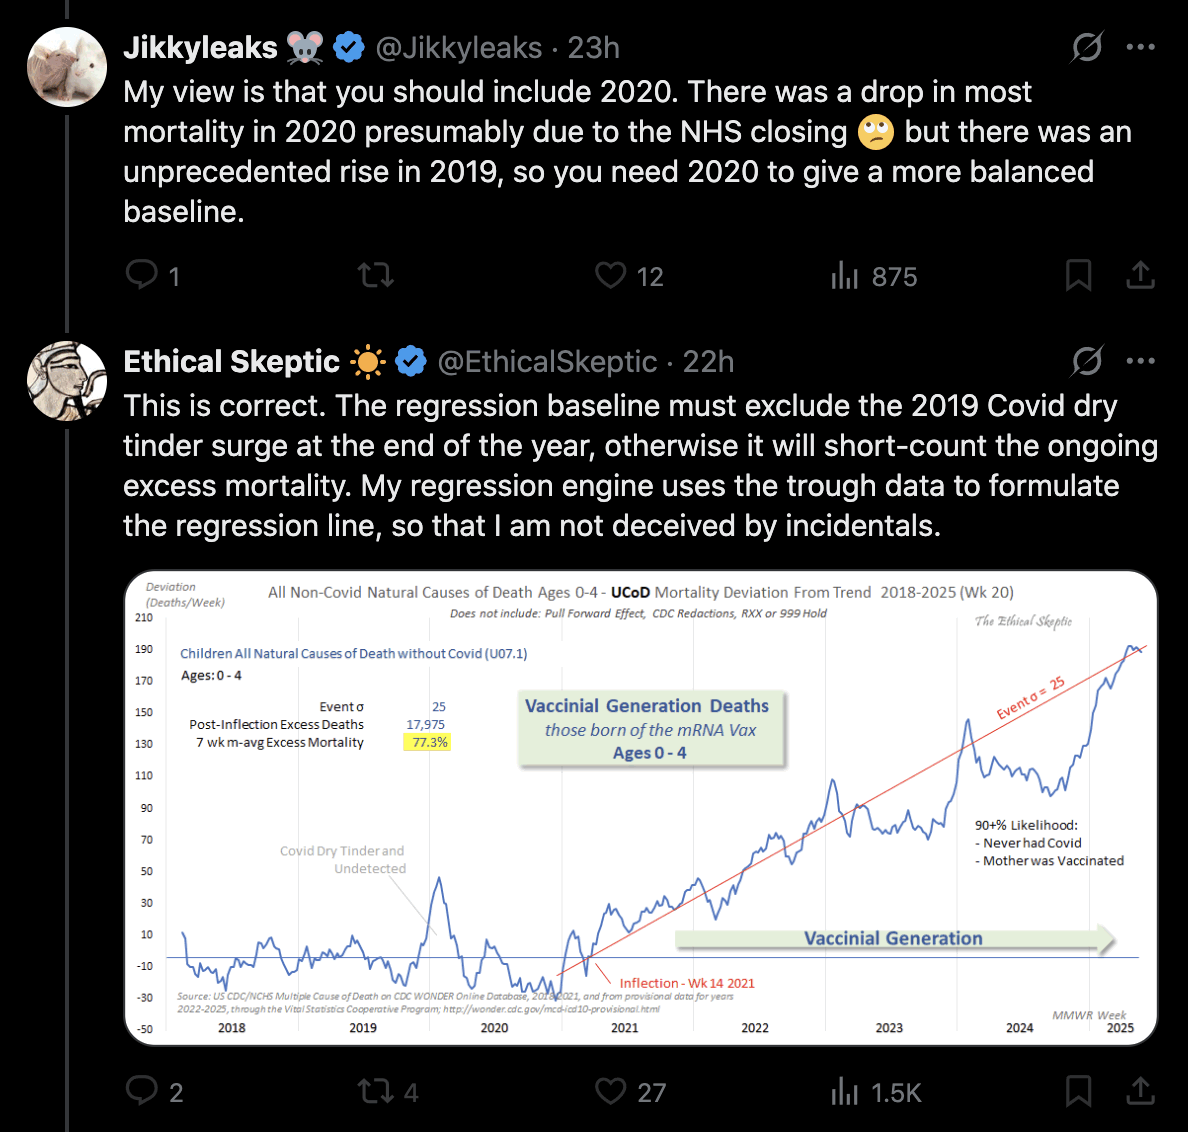 Jikkyleaks 🐭 @Jikkyleaks · 23h
My view is that you should include 2020. There was a drop in most
mortality in 2020 presumably due to the NHS closing 🙄 but there was an
unprecedented rise in 2019, so you need 2020 to give a more balanced
baseline.
1 12 875
Ethical Skeptic ☀️ @EthicalSkeptic · 22h
This is correct. The regression baseline must exclude the 2019 Covid dry
tinder surge at the end of the year, otherwise it will short-count the ongoing
excess mortality. My regression engine uses the trough data to formulate
the regression line, so that I am not deceived by incidentals.
Deviation
(Deaths/Week)
All Non-Covid Natural Causes of Death Ages 0-4 - UCoD Mortality Deviation From Trend 2018-2025 (Wk 20)
Does not include: Pull Forward Effect, CDC Redactions, RXX or 999 Hold
The Ethical Skeptic
210
190
170
150
130
110
90
70
50
30
10
-10
-30
-50
Children All Natural Causes of Death without Covid (U07.1)
Ages: 0 - 4
Event σ 25
Post-Inflection Excess Deaths 17,975
7 wk m-avg Excess Mortality 77.3%
Vaccinial Generation Deaths
those born of the mRNA Vax
Ages 0 - 4
Event σ = 25
Covid Dry Tinder and
Undetected
90+% Likelihood:
- Never had Covid
- Mother was Vaccinated
Vaccinial Generation
Inflection - Wk 14 2021
Source: US CDC/NCHS Multiple Cause of Death on CDC WONDER Online Database, 2018-2021, and from provisional data for years
2022-2025, through the Vital Statistics Cooperative Program; http://wonder.cdc.gov/mcd-icd10-provisional.html
MMWR Week
2018 2019 2020 2021 2022 2023 2024 2025
2 4 27 1.5K